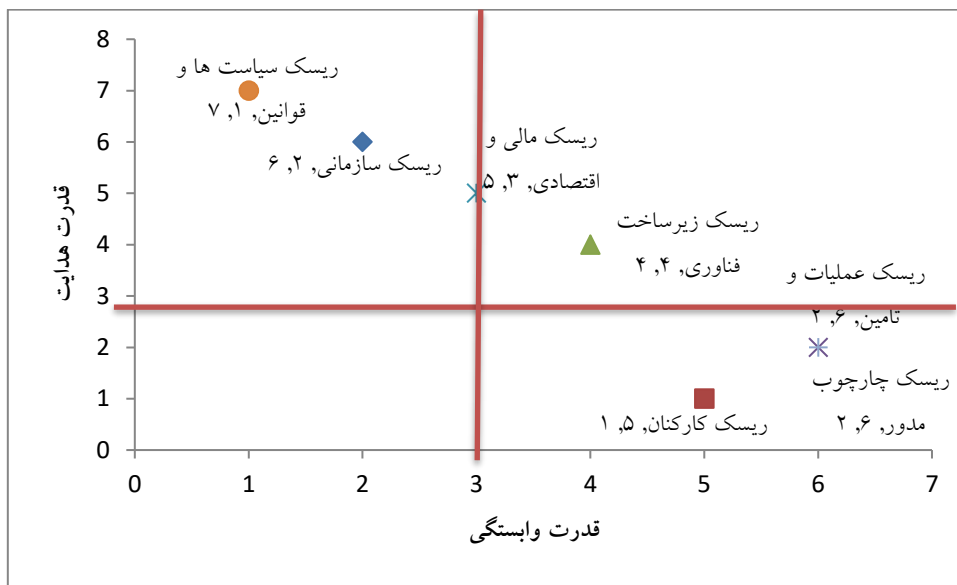 8
7
6
5
4
3
2
1
0
0 1 2 3 4 5 6 7
قدرت هدایت
قدرت وابستگی
ریسک سیاست ها و
قوانین, ۱, ۷
ریسک سازمانی, ۲, ۶
ریسک مالی و
اقتصادی, ۳, ۵
ریسک زیرساخت
فناوری, ۴, ۴
ریسک عملیات و
تامین, ۶, ۲
ریسک چارچوب
مدور, ۶, ۲
ریسک کارکنان, ۵, ۱